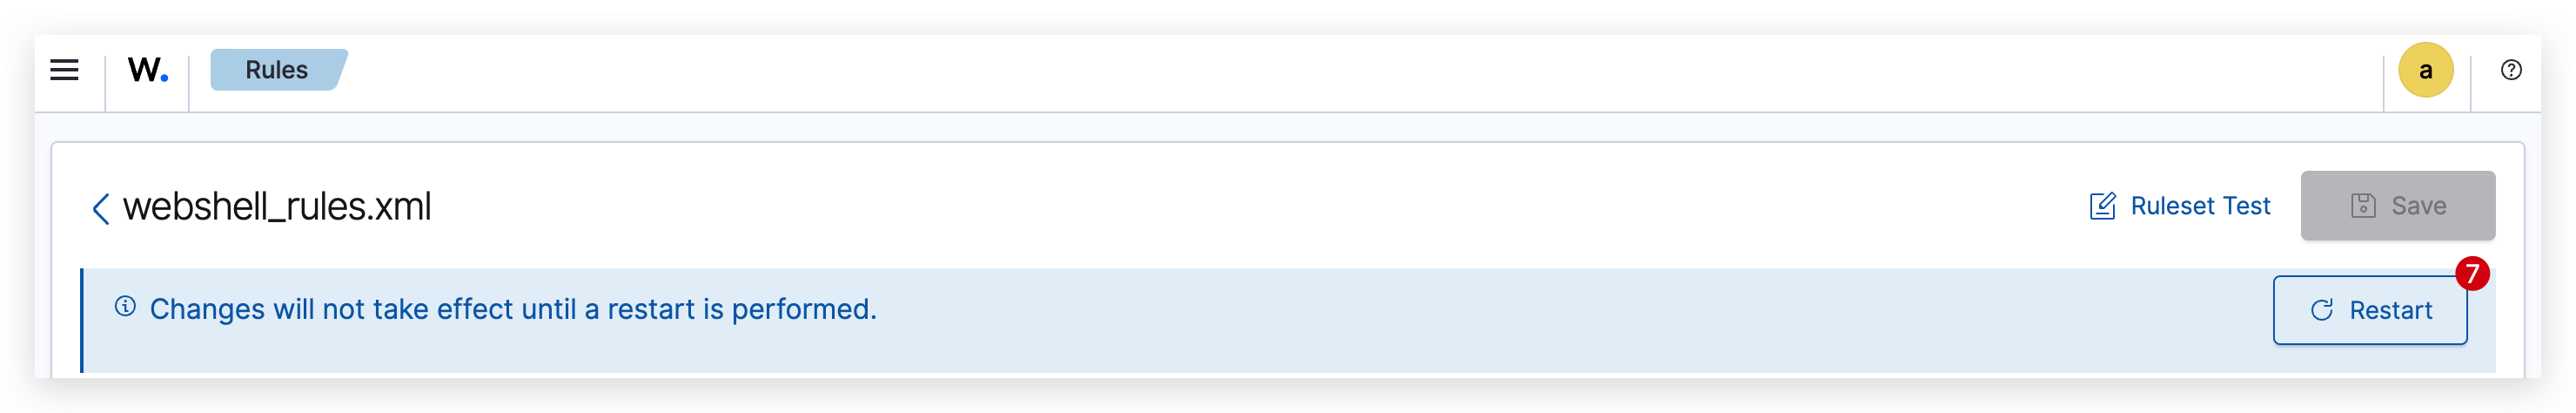 W.
Rules
a
webshell_rules.xml
Ruleset Test
Save
Changes will not take effect until a restart is performed.
7
Restart